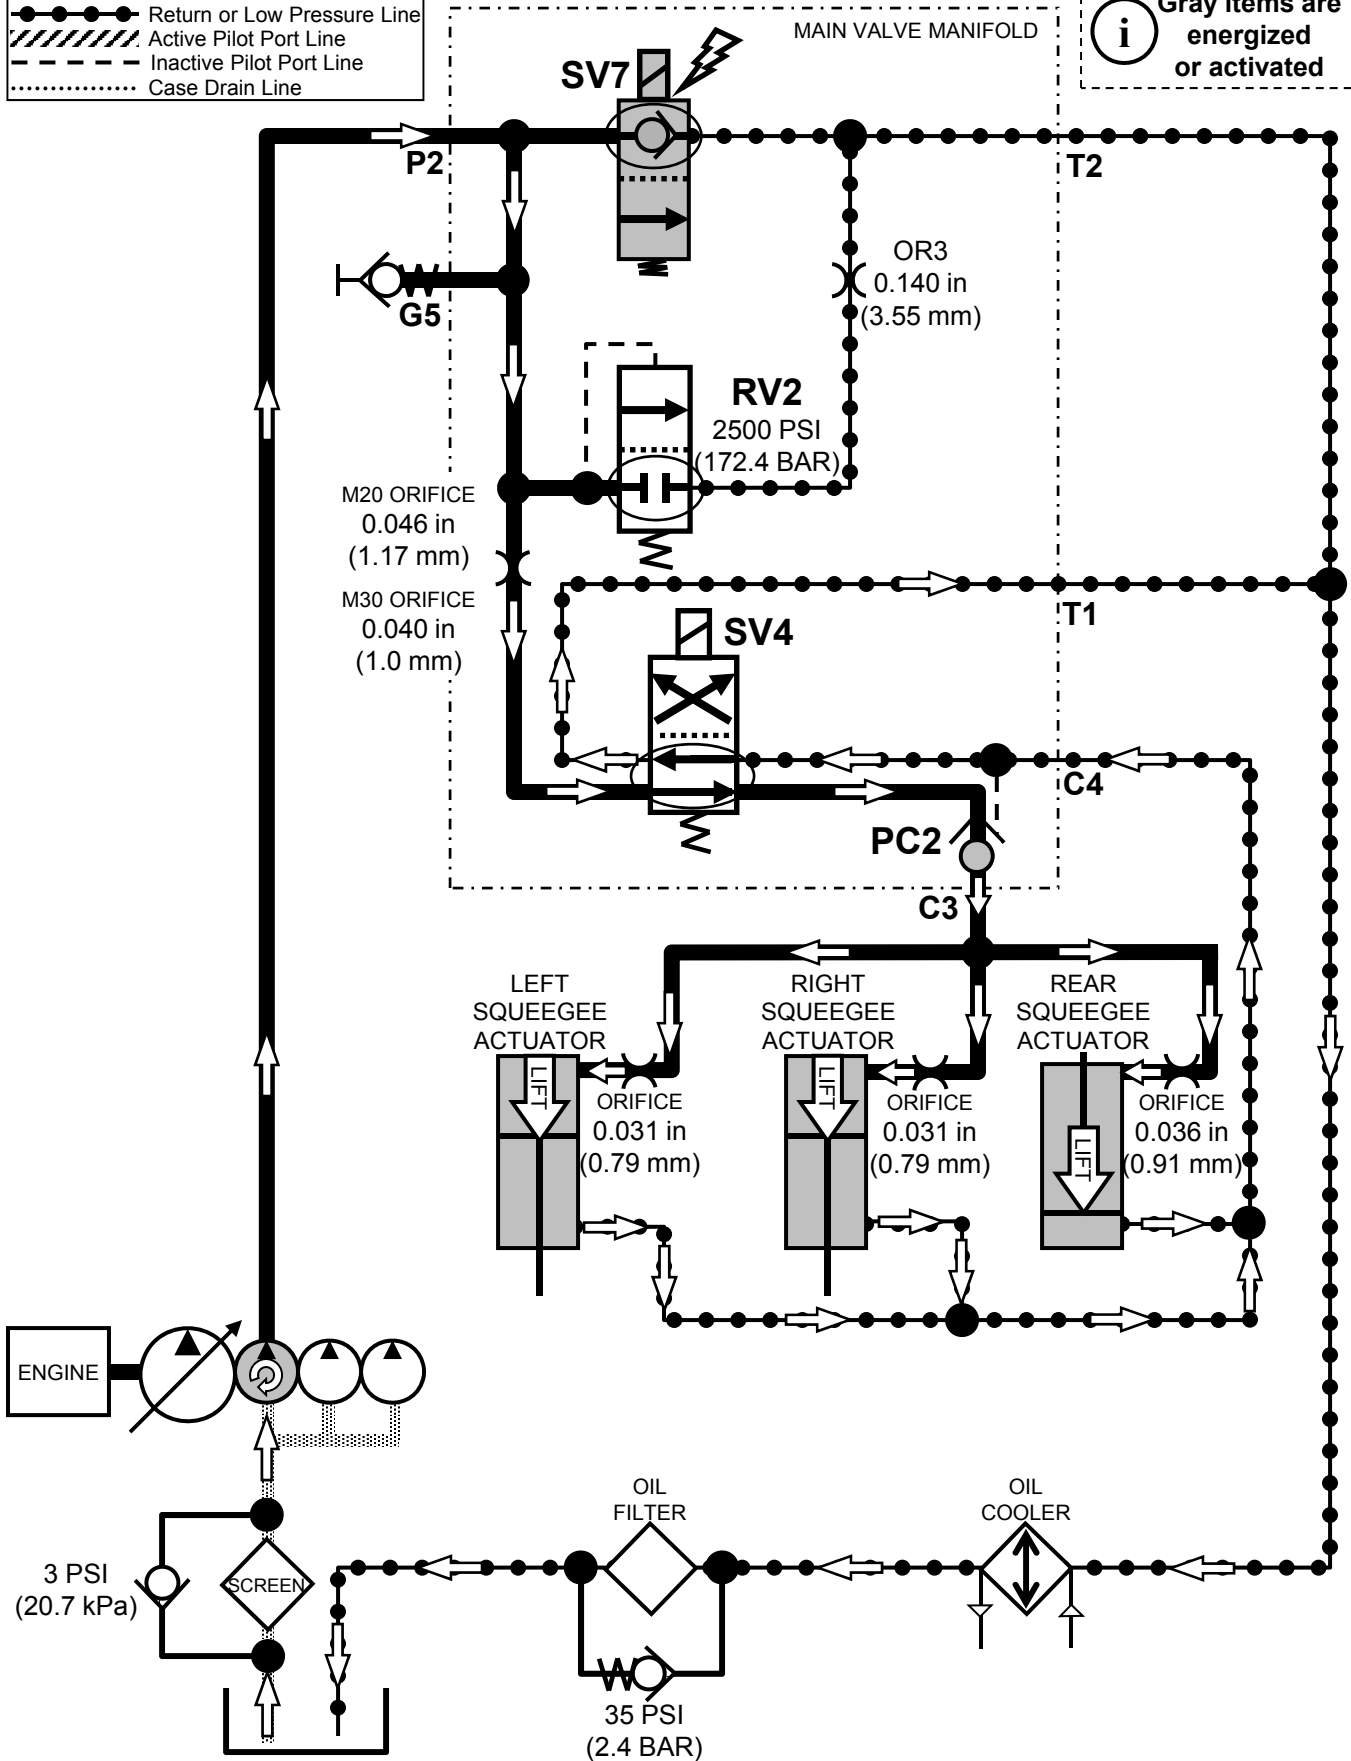 Return or Low Pressure Line
Active Pilot Port Line
Inactive Pilot Port Line
Case Drain Line
MAIN VALVE MANIFOLD
Gray items are
i
energized
or activated
SV7
P2
T2
OR3
0.140 in
(3.55 mm)
G5
RV2
2500 PSI
(172.4 BAR)
M20 ORIFICE
0.046 in
(1.17 mm)
M30 ORIFICE
0.040 in
(1.0 mm)
T1
SV4
C4
PC2
C3
LEFT
SQUEEGEE
ACTUATOR
RIGHT
SQUEEGEE
ACTUATOR
REAR
SQUEEGEE
ACTUATOR
LIFT
LIFT
LIFT
ORIFICE
0.031 in
(0.79 mm)
ORIFICE
0.031 in
(0.79 mm)
ORIFICE
0.036 in
(0.91 mm)
ENGINE
OIL
FILTER
OIL
COOLER
3 PSI
(20.7 kPa)
SCREEN
35 PSI
(2.4 BAR)